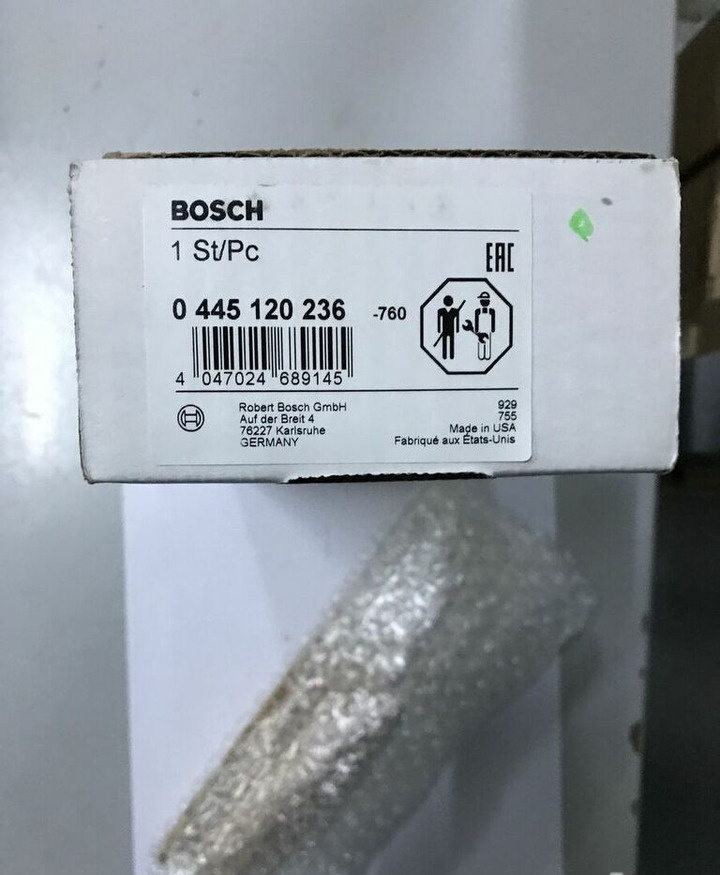 BOSCH
1 St/Pc
EAC
0 445 120 236 -760
4 047024 689145
Robert Bosch GmbH
Auf der Breit 4
76227 Karlsruhe
GERMANY
929
755
Made in USA
Fabriqué aux États-Unis